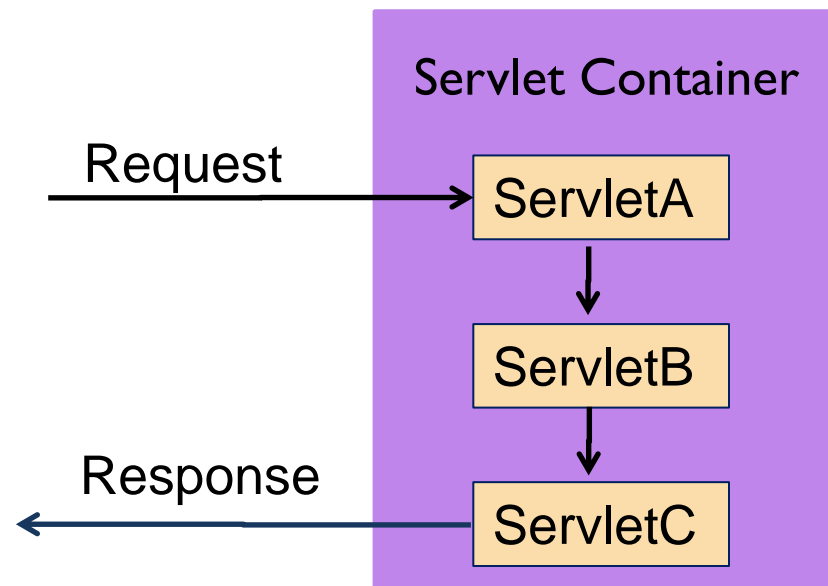 Servlet Container
Request
ServletA
ServletB
Response
ServletC